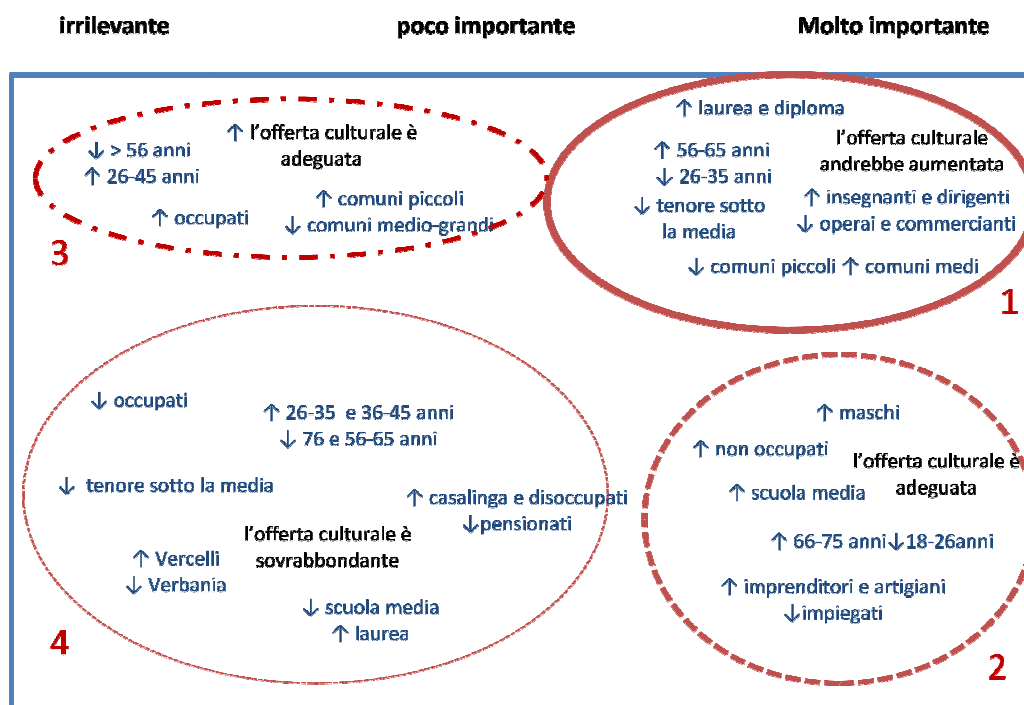 irrilevante
poco importante
Molto importante
↑ l'offerta culturale è
adeguata
↓ > 56 anni
↑ 26-45 anni
↑ occupati
↑ comuni piccoli
↓ comuni medio-grandi
3
↑ laurea e diploma
l'offerta culturale
andrebbe aumentata
↑ 56-65 anni
↓ 26-35 anni
↓ tenore sotto
la media
↑ insegnanti e dirigenti
↓ operai e commercianti
↓ comuni piccoli ↑ comuni medi
1
↓ occupati
↑ 26-35 e 36-45 anni
↓ 76 e 56-65 anni
↓ tenore sotto la media
↑ casalinga e disoccupati
↓pensionati
l'offerta culturale è
sovrabbondante
↑ Vercelli
↓ Verbania
↓ scuola media
↑ laurea
4
↑ maschi
↑ non occupati
l'offerta culturale è
adeguata
↑ scuola media
↑ 66-75 anni↓18-26anni
↑ imprenditori e artigiani
↓impiegati
2